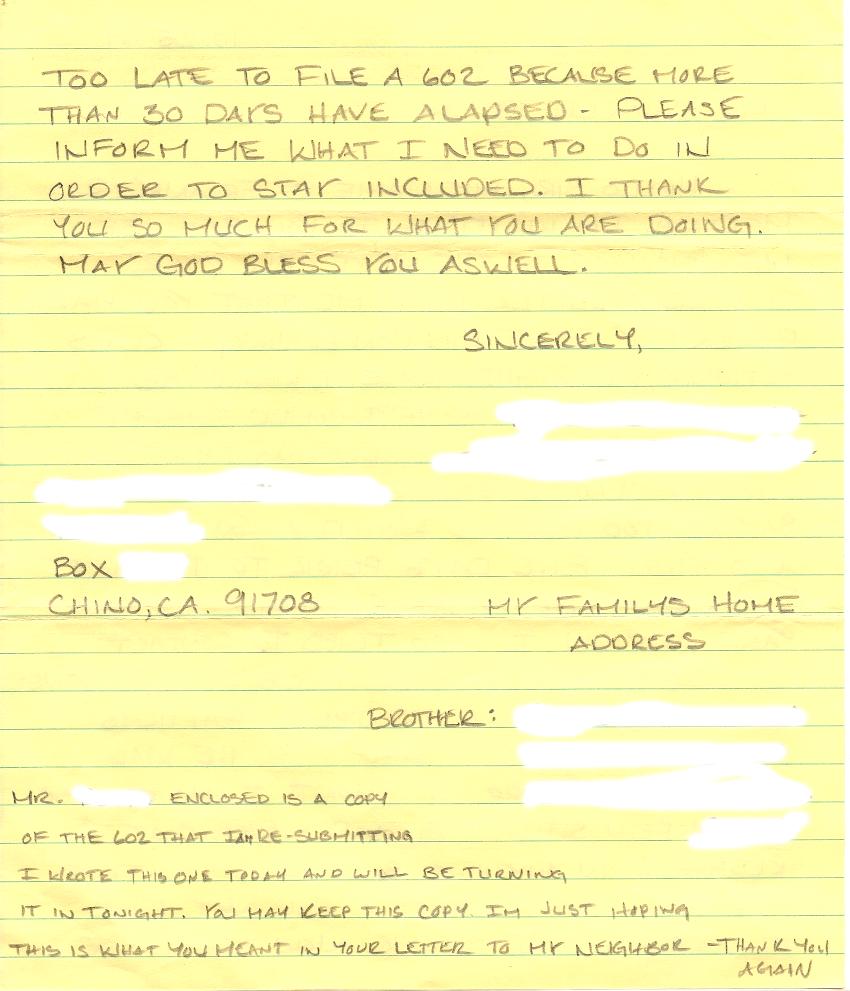 TOO LATE TO FILE A 602 BECAUSE MORE
THAN 30 DAYS HAVE ALAPSED - PLEASE
INFORM ME WHAT I NEED TO DO IN
ORDER TO STAY INCLUDED. I THANK
YOU SO MUCH FOR WHAT YOU ARE DOING.
MAY GOD BLESS YOU ASWELL.
SINCERELY,
BOX
CHINO, CA. 91708
MY FAMILYS HOME
ADDRESS
BROTHER:
MR. ENCLOSED IS A COPY
OF THE 602 THAT IAM RE-SUBMITTING
I WROTE THIS ONE TODAY AND WILL BE TURNING
IT IN TONIGHT. YOU MAY KEEP THIS COPY. IM JUST HOPING
THIS IS WHAT YOU MEANT IN YOUR LETTER TO MY NEIGHBOR - THANK YOU
AGAIN